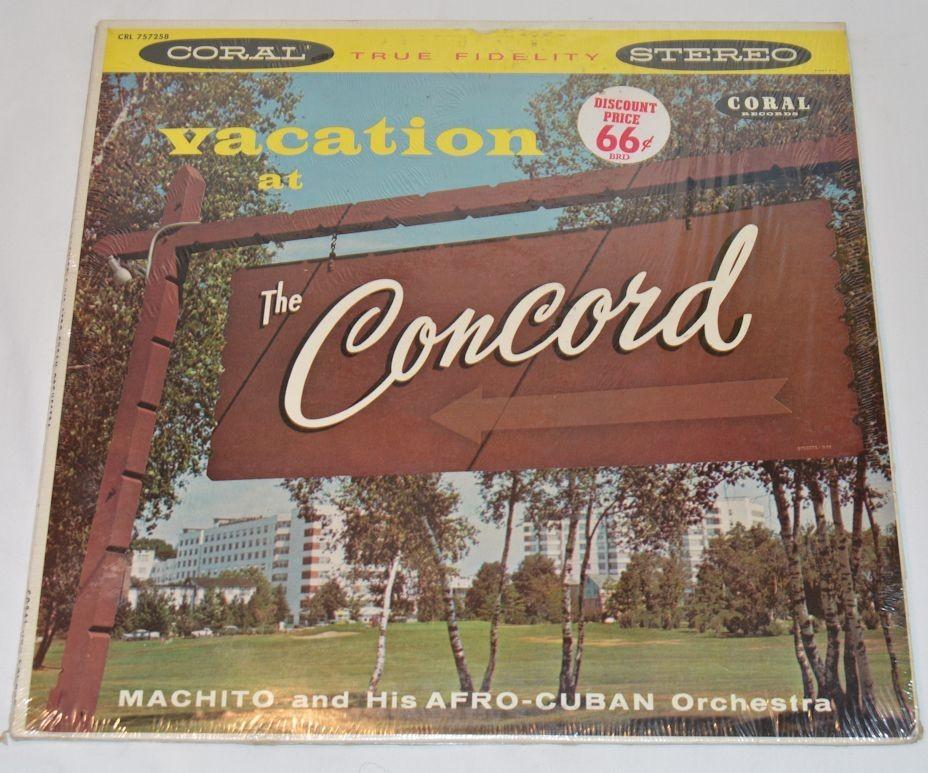 CRL 757258
CORAL TRUE FIDELITY STEREO
CORAL
RECORDS
vacation
at
DISCOUNT
PRICE
66¢
BRD
The Concord
MACHITO and His AFRO-CUBAN Orchestra